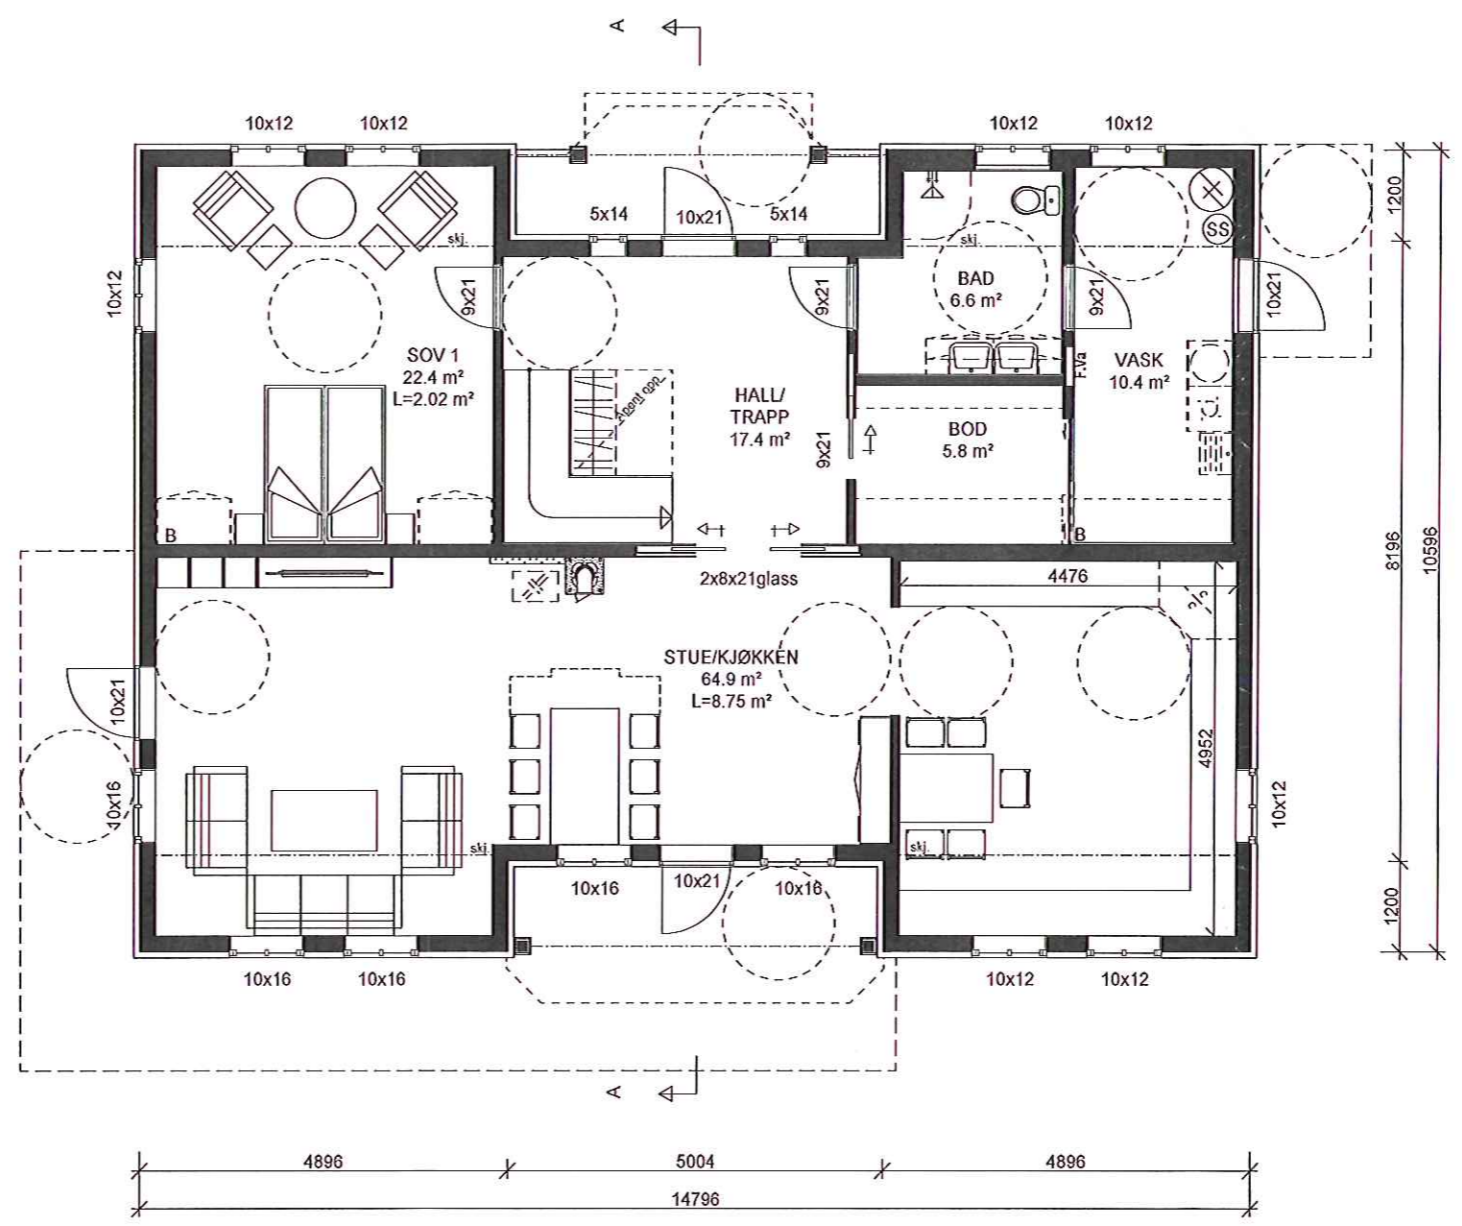 A
10x12
10x12
10x12
10x12
5x14
10x21
5x14
1200
skj.
skj.
SS
10x12
9x21
9x21
BAD
6.6 m²
9x21
10x21
SOV 1
22.4 m²
L=2.02 m²
Åpent opp
HALL/
TRAPP
17.4 m²
F.Va
VASK
10.4 m²
9x21
BOD
5.8 m²
B
B
8196
10596
2x8x21glass
4476
STUE/KJØKKEN
64.9 m²
L=8.75 m²
10x21
4952
10x16
10x12
skj.
skj.
10x16
10x21
10x16
1200
10x16
10x16
10x12
10x12
A
4896
5004
4896
14796